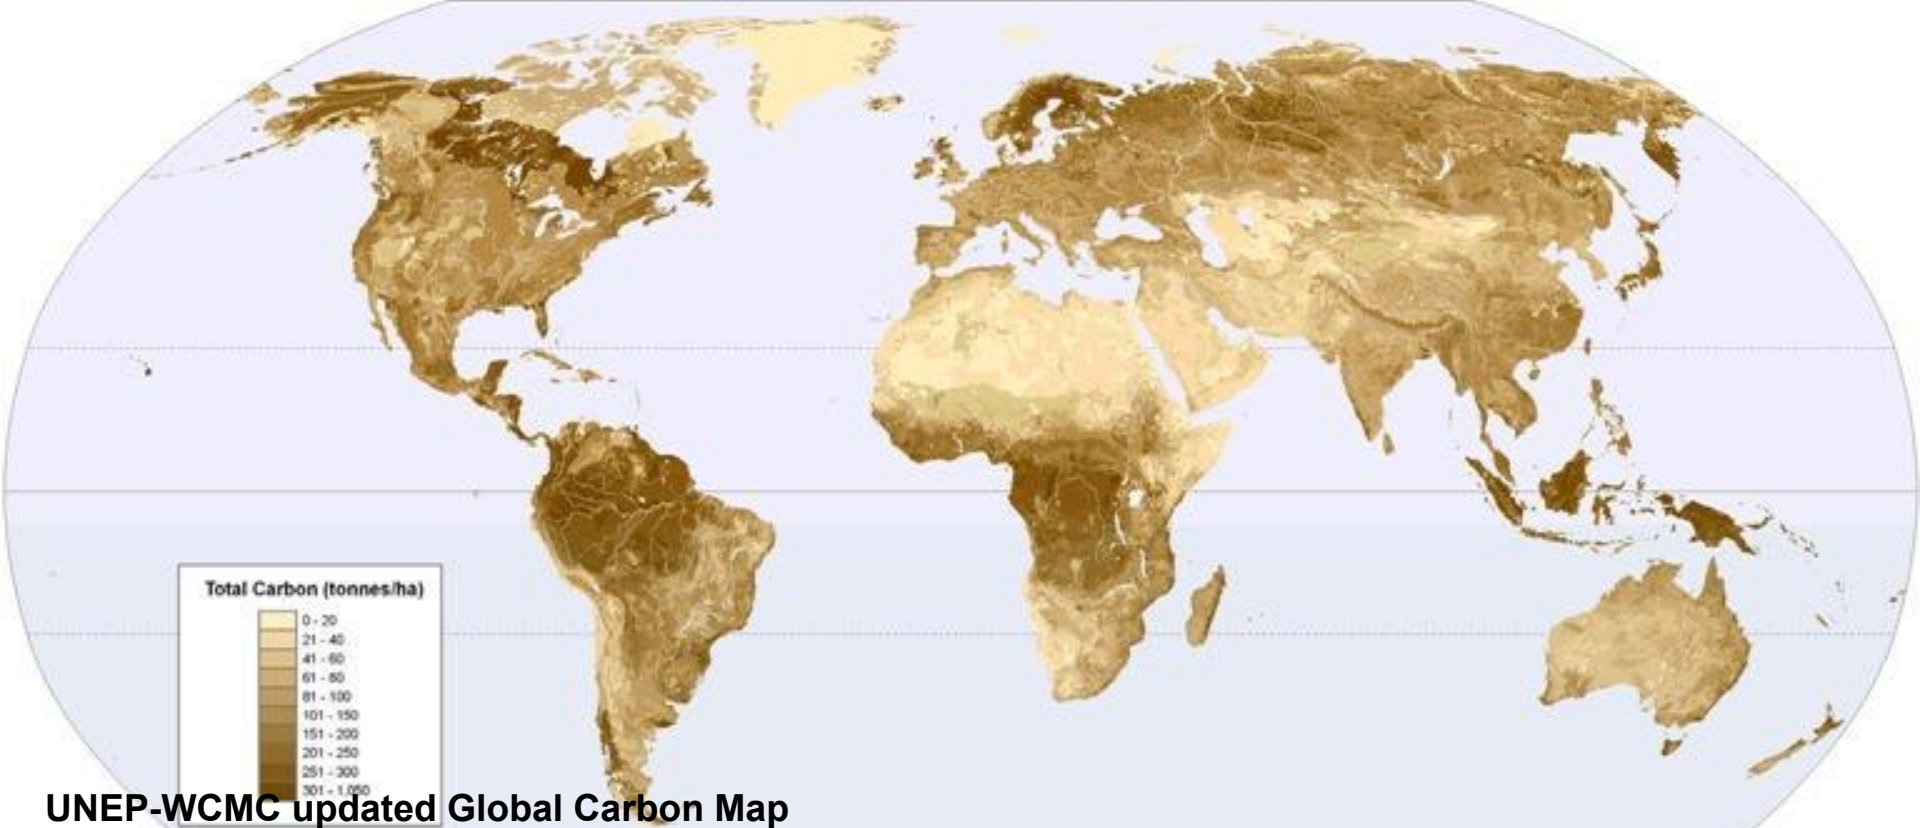 Total Carbon (tonnes/ha)
0 - 20
21 - 40
41 - 60
61 - 80
81 - 100
101 - 150
151 - 200
201 - 250
251 - 300
301 - 1,050
UNEP-WCMC updated Global Carbon Map